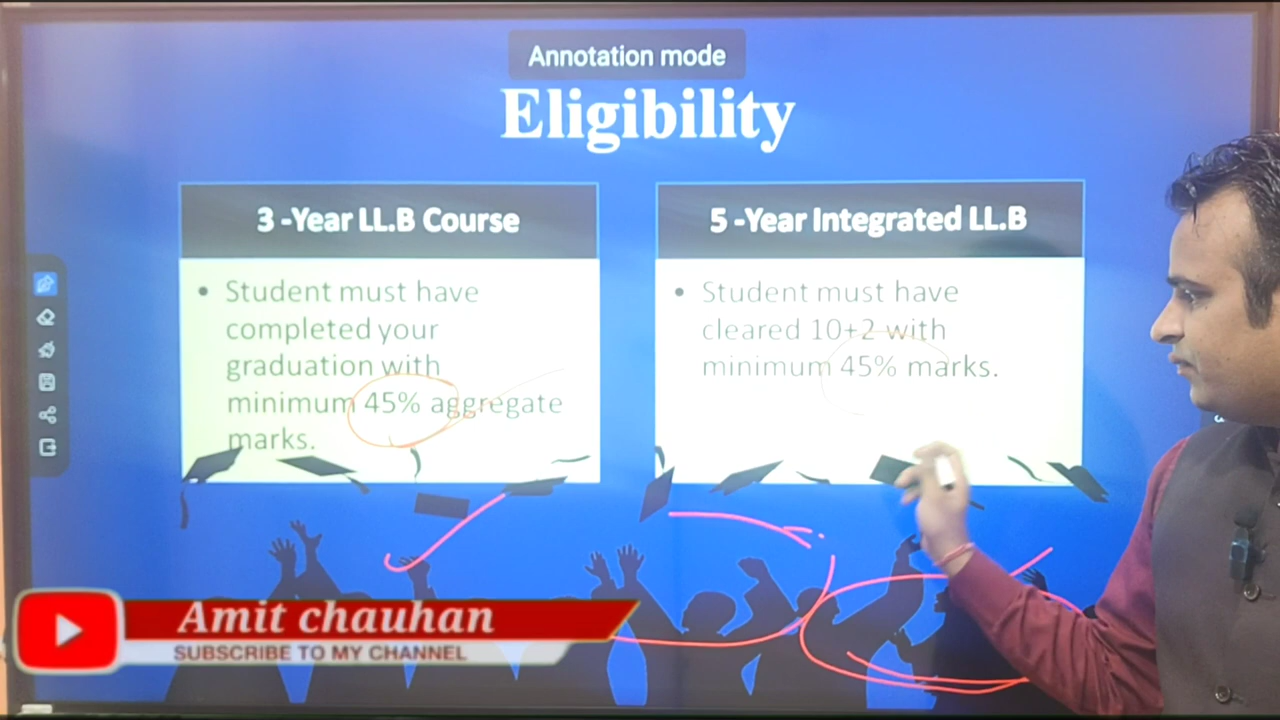 Annotation mode
Eligibility
3 -Year LL.B Course
• Student must have
completed your
graduation with
minimum 45% aggregate
marks.
5 -Year Integrated LL.B
• Student must have
cleared 10+2 with
minimum 45% marks.
Amit chauhan
SUBSCRIBE TO MY CHANNEL